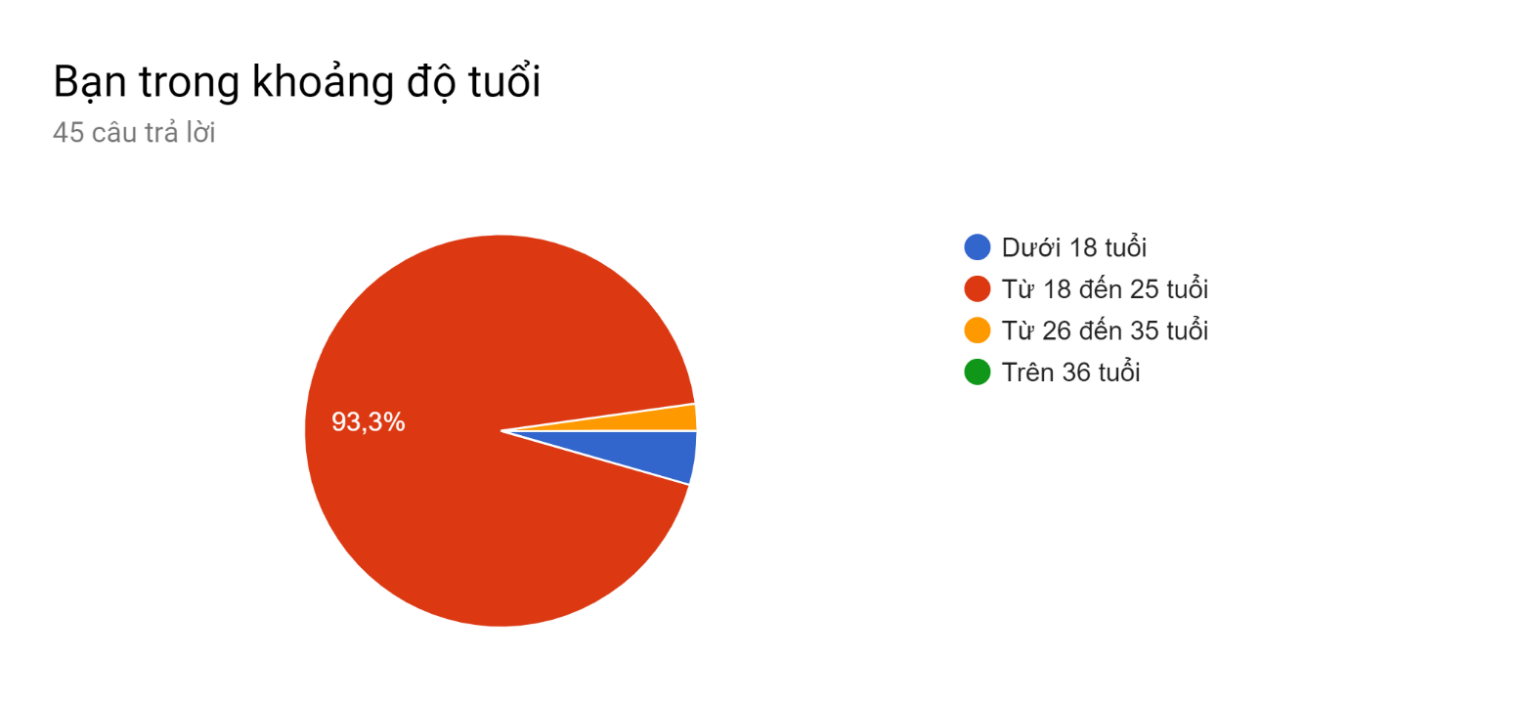 Bạn trong khoảng độ tuổi
45 câu trả lời
Dưới 18 tuổi
Từ 18 đến 25 tuổi
Từ 26 đến 35 tuổi
Trên 36 tuổi
93,3%